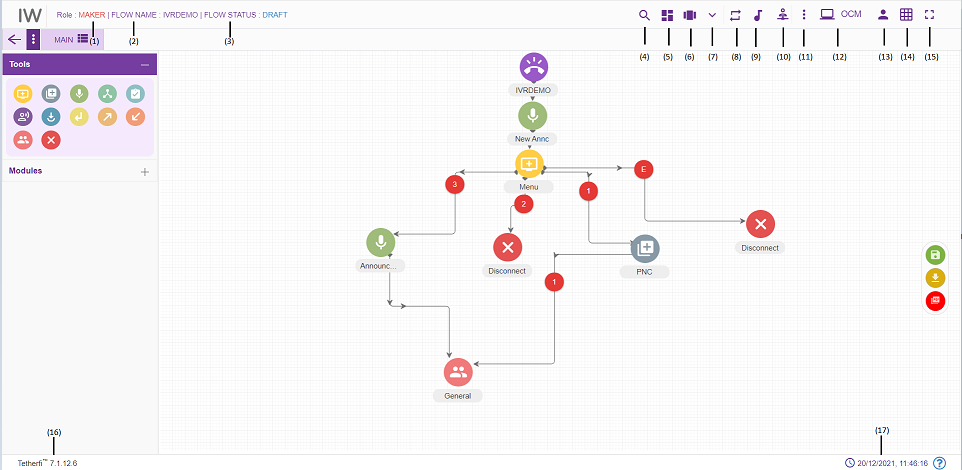 IW Role : MAKER | FLOW NAME : IVRDEMO | FLOW STATUS : DRAFT OCM
MAIN (1) (2) (3) (4) (5) (6) (7) (8) (9) (10) (11) (12) (13) (14) (15)
Tools
IVRDEMO
New Annc
Modules
Menu
E
3
1
2
Disconnect
Announc...
Disconnect
PNC
1
General
(16) (17)
Tetherfi™ 7.1.12.6 20/12/2021, 11:46:16 ?